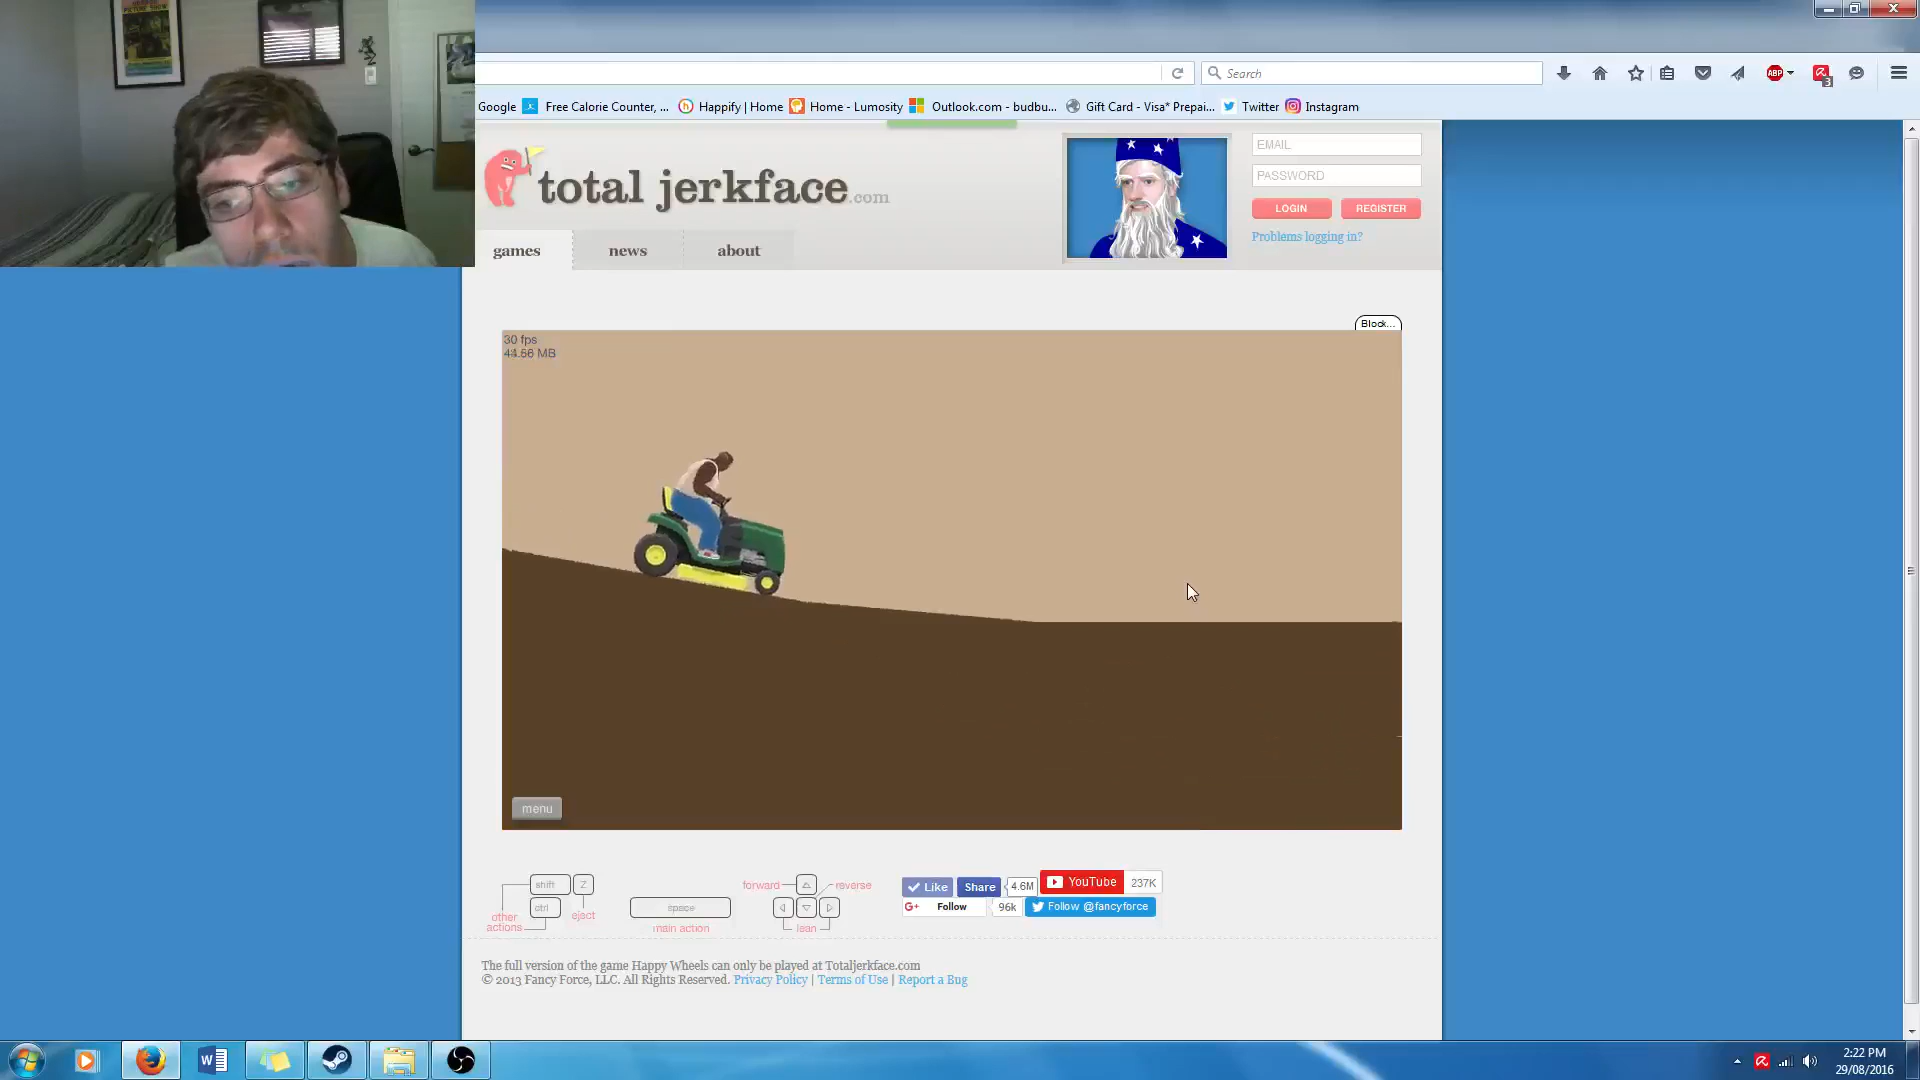 PICTURE SHOW
Search
ABP
3
Google
Free Calorie Counter, ...
Happify | Home
Home - Lumosity
Outlook.com - budbu...
Gift Card - Visa* Prepai...
Twitter
Instagram
total jerkface.com
EMAIL
PASSWORD
LOGIN
REGISTER
Problems logging in?
games
news
about
Block...
30 fps
menu
shift
Z
forward
reverse
ctrl
space
other actions
eject
main action
lean
Like
Share
4.6M
YouTube
237K
G+
Follow
96k
Follow @fancyforce
The full version of the game Happy Wheels can only be played at Totaljerkface.com
© 2013 Fancy Force, LLC. All Rights Reserved. Privacy Policy | Terms of Use | Report a Bug
2:22 PM
29/08/2016